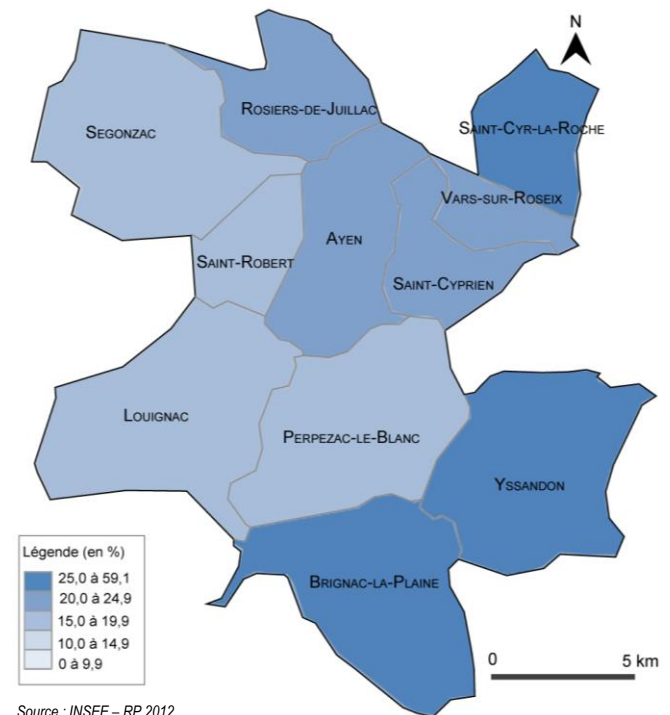 N
ROSIERS-DE-JUILLAC
SEGONZAC
SAINT-CYR-LA-ROCHE
VARS-SUR-ROSEIX
AYEN
SAINT-ROBERT
SAINT-CYPRIEN
LOUIGNAC
PERPEZAC-LE-BLANC
YSSANDON
BRIGNAC-LA-PLAINE
Légende (en %)
25,0 à 59,1
20,0 à 24,9
15,0 à 19,9
10,0 à 14,9
0 à 9,9
0 5 km
Source : INSEE – RP 2012